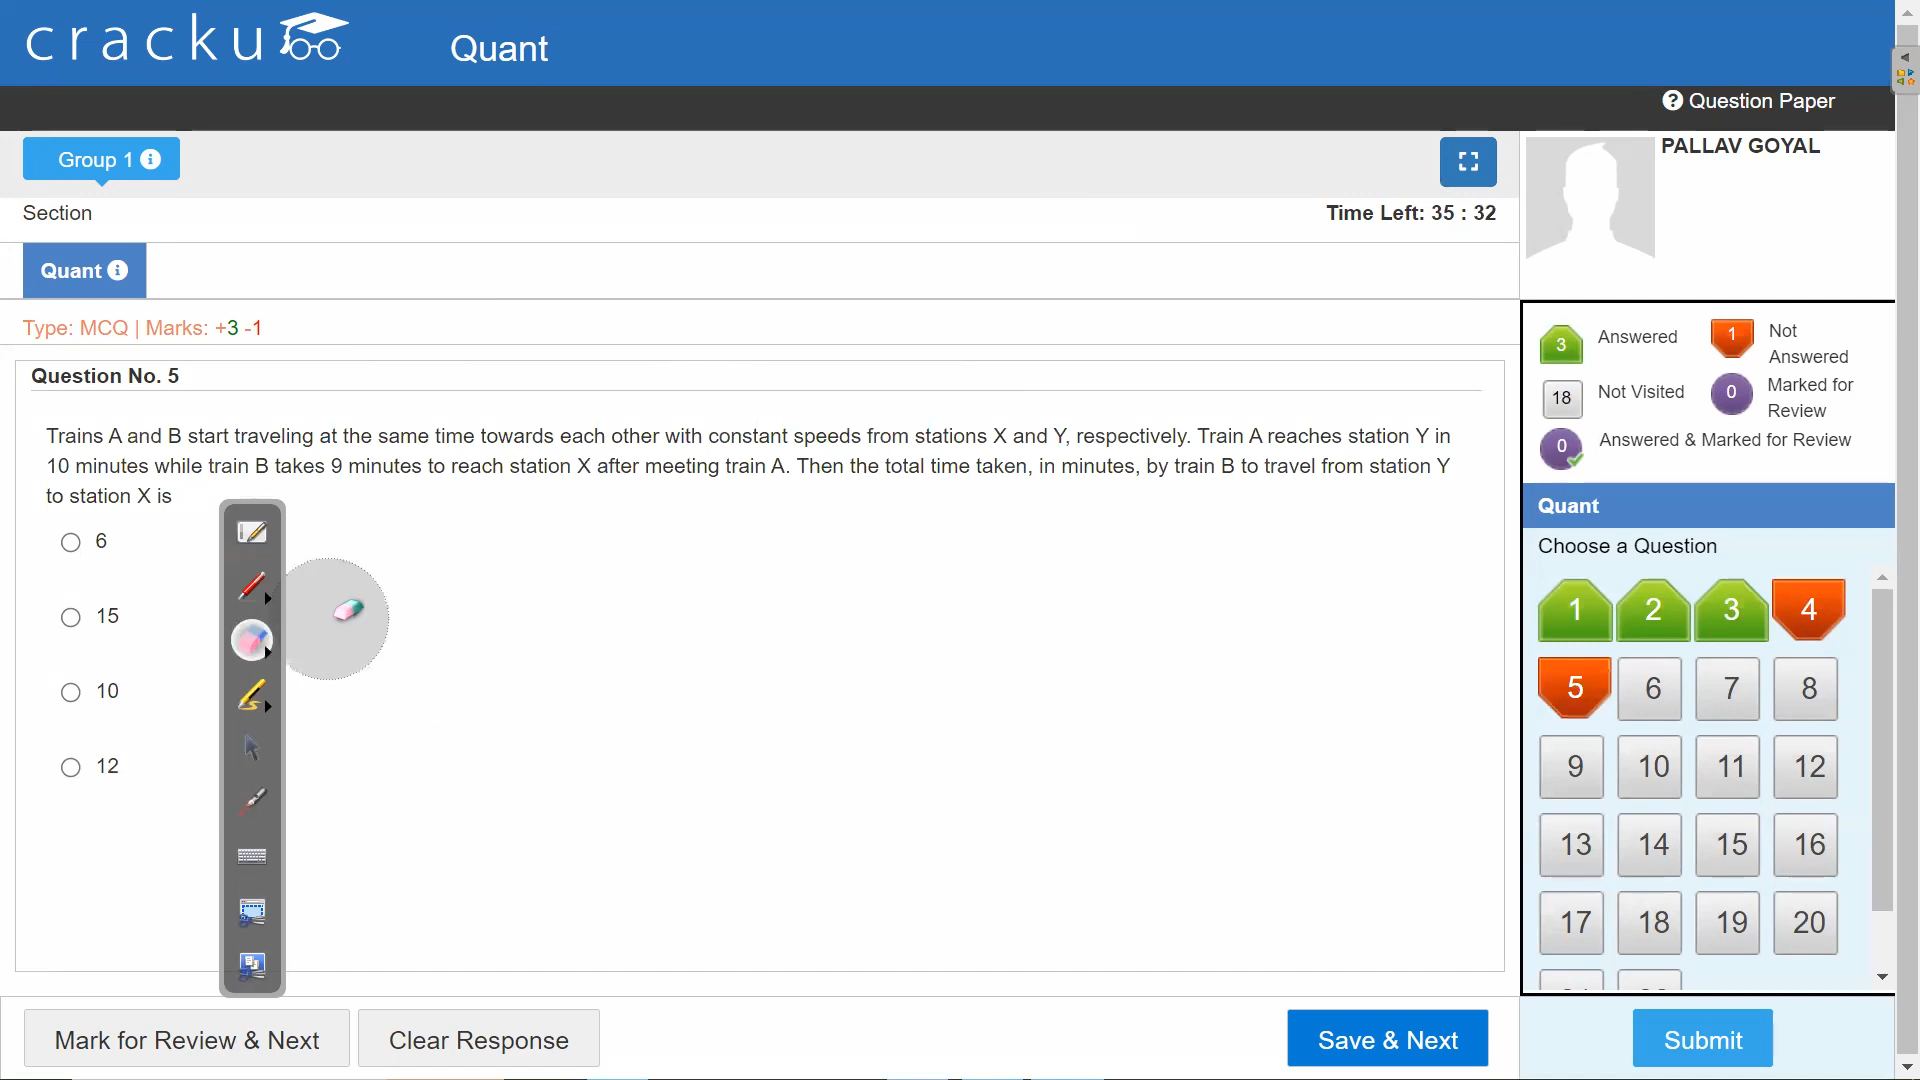 cracku
Quant
? Question Paper
Group 1 i
PALLAV GOYAL
Section
Time Left: 35 : 32
Quant i
Type: MCQ | Marks: +3 -1
Question No. 5
Trains A and B start traveling at the same time towards each other with constant speeds from stations X and Y, respectively. Train A reaches station Y in
10 minutes while train B takes 9 minutes to reach station X after meeting train A. Then the total time taken, in minutes, by train B to travel from station Y
to station X is
6
15
10
12
3 Answered
1 Not
Answered
18 Not Visited
0 Marked for
Review
0 Answered & Marked for Review
Quant
Choose a Question
1 2 3 4
5 6 7 8
9 10 11 12
13 14 15 16
17 18 19 20
Mark for Review & Next
Clear Response
Save & Next
Submit